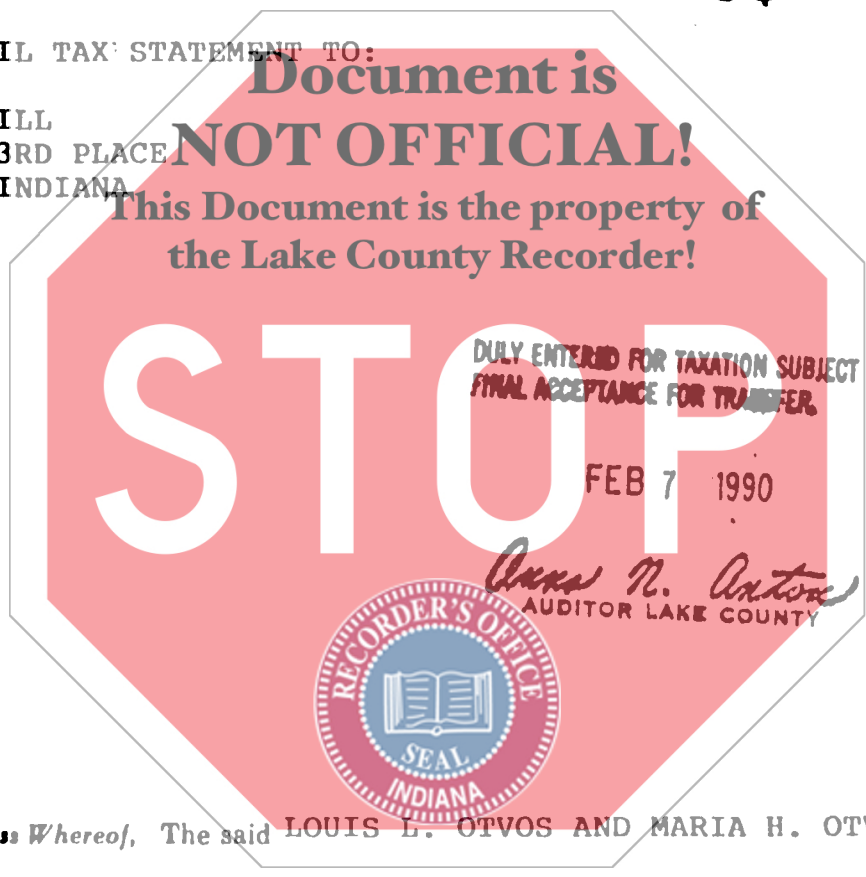 IL TAX STATEMENT TO:
ILL
3RD PLACE
INDIANA
Document is
NOT OFFICIAL!
This Document is the property of
the Lake County Recorder!
STOP
DULY ENTERED FOR TAXATION SUBJECT
FINAL ACCEPTANCE FOR TRANSFER.
FEB 7 1990
Anna N. Anton
AUDITOR LAKE COUNTY
RECORDER'S OFFICE
SEAL
INDIANA
Whereof, The said LOUIS L. OTVOS AND MARIA H.